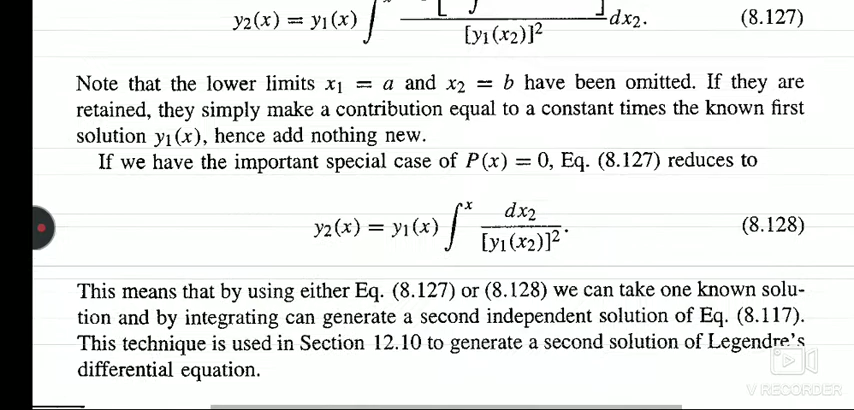 y₂(x) = y₁(x) ∫ˣ [ ∫ ] / [y₁(x₂)]² dx₂. (8.127)
Note that the lower limits x₁ = a and x₂ = b have been omitted. If they are
retained, they simply make a contribution equal to a constant times the known first
solution y₁(x), hence add nothing new.
If we have the important special case of P(x) = 0, Eq. (8.127) reduces to
y₂(x) = y₁(x) ∫ˣ dx₂ / [y₁(x₂)]² . (8.128)
This means that by using either Eq. (8.127) or (8.128) we can take one known solu-
tion and by integrating can generate a second independent solution of Eq. (8.117).
This technique is used in Section 12.10 to generate a second solution of Legendre's
differential equation.
V RECORDER